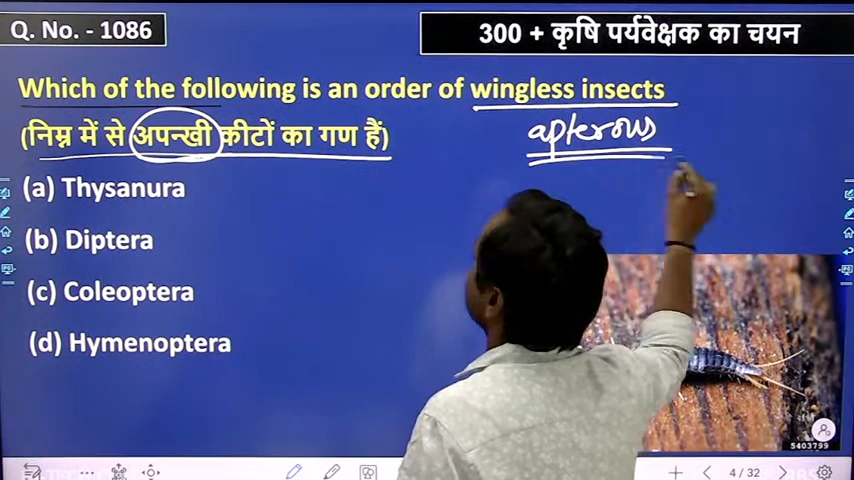 Q. No. - 1086
300 + कृषि पर्यवेक्षक का चयन
Which of the following is an order of wingless insects
(निम्न में से अपन्खी कीटों का गण हैं)
apterous
(a) Thysanura
(b) Diptera
(c) Coleoptera
(d) Hymenoptera
5403799
4 / 32